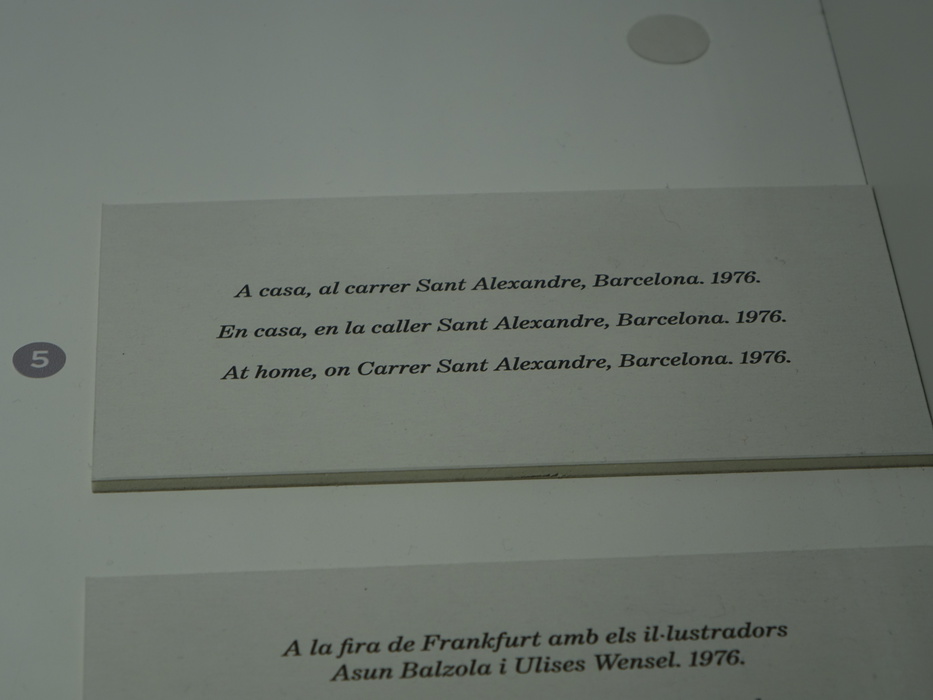 A casa, al carrer Sant Alexandre, Barcelona. 1976.
En casa, en la caller Sant Alexandre, Barcelona. 1976.
5
At home, on Carrer Sant Alexandre, Barcelona. 1976.
A la fira de Frankfurt amb els il·lustradors
Asun Balzola i Ulises Wensel. 1976.